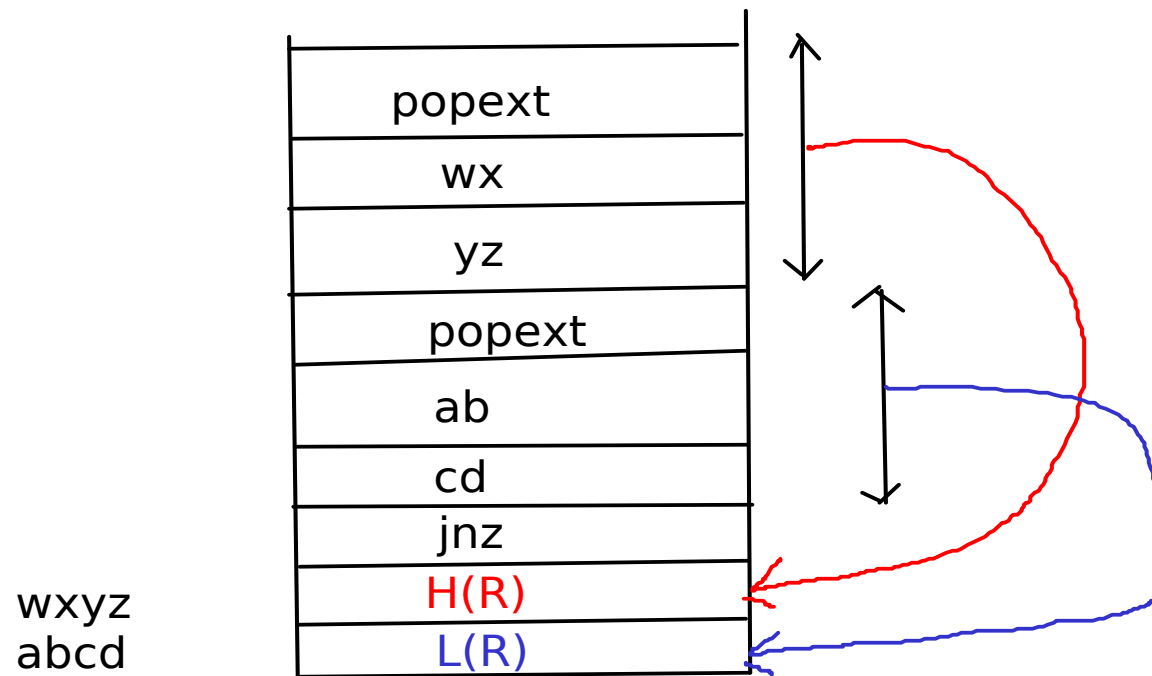 popext
wx
yz
popext
ab
cd
jnz
H(R)
L(R)
wxyz
abcd